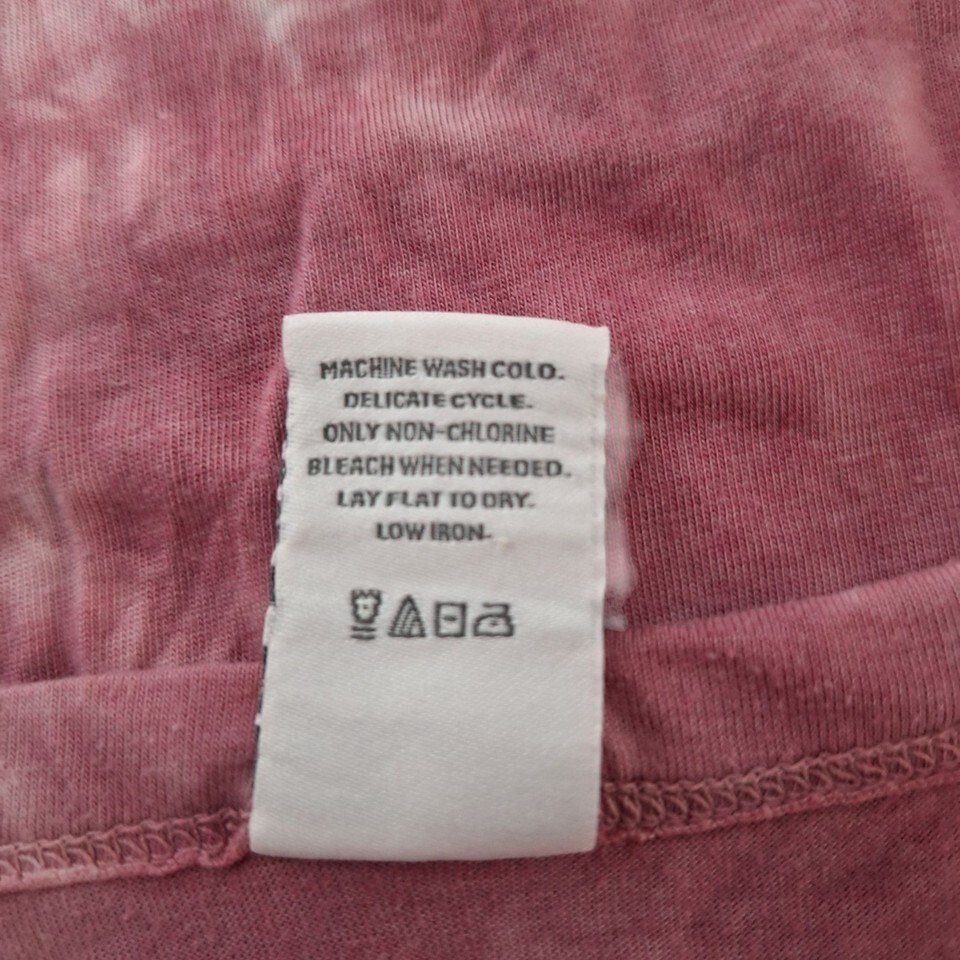 MACHINE WASH COLD.
DELICATE CYCLE.
ONLY NON-CHLORINE
BLEACH WHEN NEEDED.
LAY FLAT TO DRY.
LOW IRON.